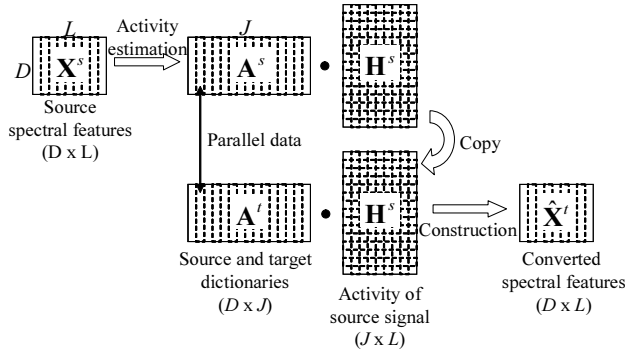 L
D
X^s
Source
spectral features
(D x L)
Activity
estimation
J
A^s
•
H^s
Parallel data
Copy
A^t
•
H^s
Construction
X̂^t
Source and target
dictionaries
(D x J)
Activity of
source signal
(J x L)
Converted
spectral features
(D x L)